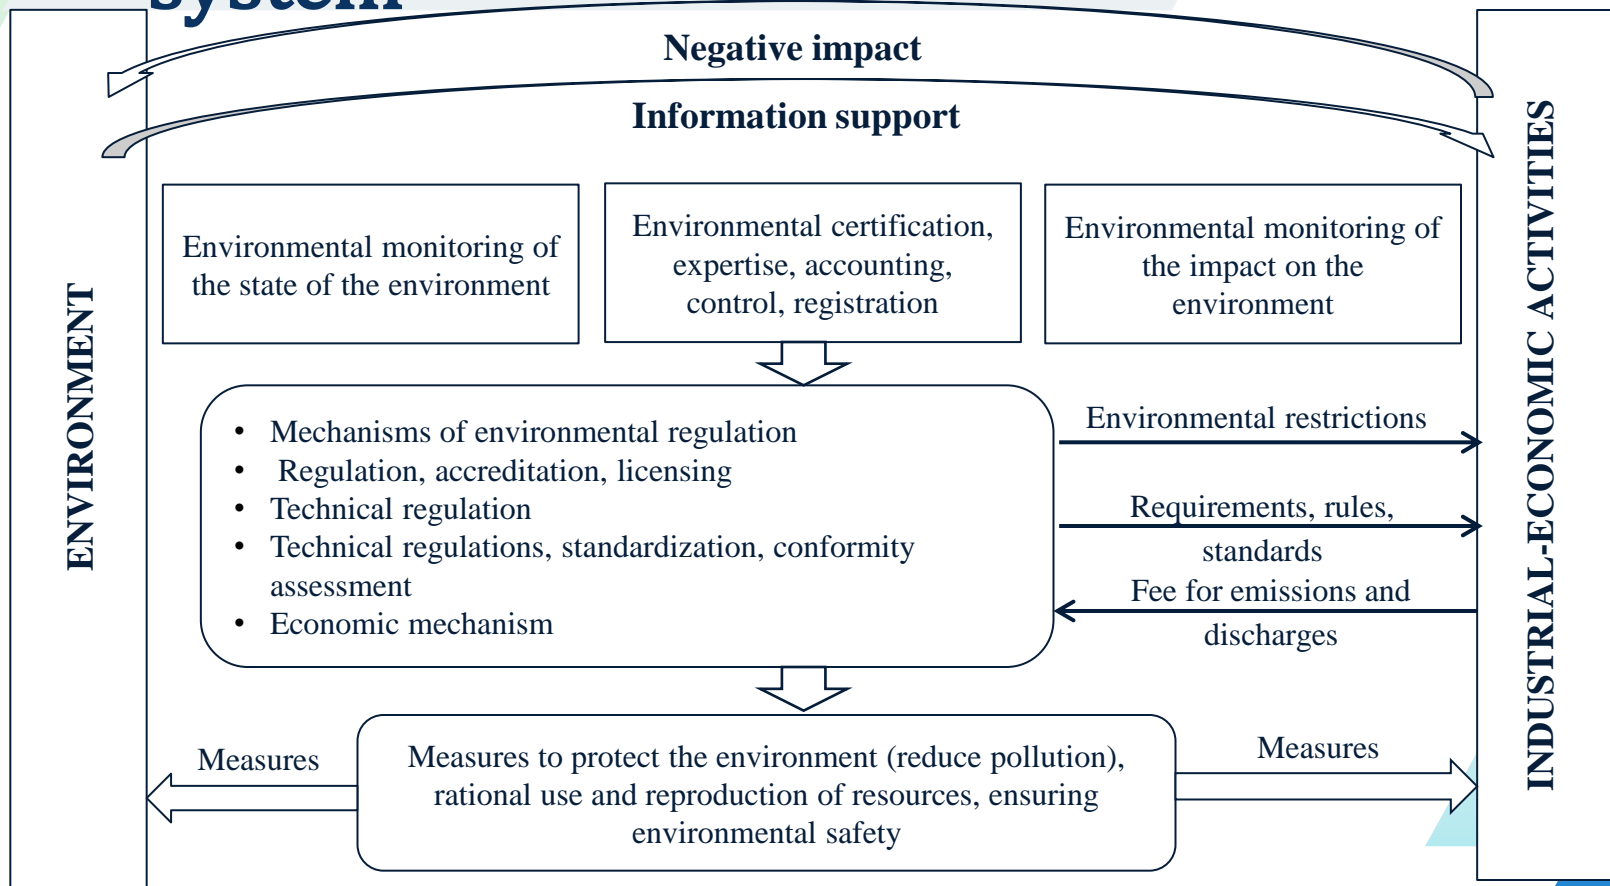 system
Negative impact
Information support
ENVIRONMENT
Environmental monitoring of
the state of the environment
Environmental certification,
expertise, accounting,
control, registration
Environmental monitoring of
the impact on the
environment
INDUSTRIAL-ECONOMIC ACTIVITIES
• Mechanisms of environmental regulation
• Regulation, accreditation, licensing
• Technical regulation
• Technical regulations, standardization, conformity
assessment
• Economic mechanism
Environmental restrictions
Requirements, rules,
standards
Fee for emissions and
discharges
Measures
Measures to protect the environment (reduce pollution),
rational use and reproduction of resources, ensuring
environmental safety
Measures